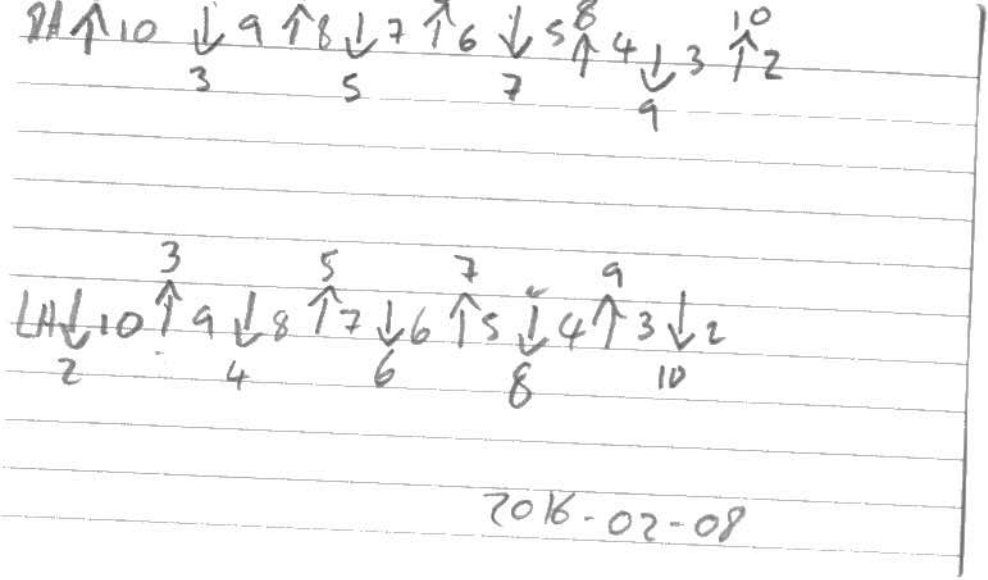 8 10
RH ↑ 10 ↓ 9 ↑ 8 ↓ 7 ↑ 6 ↓ 5 ↑ 4 ↓ 3 ↑ 2
3 5 7 9
3 5 7 9
LH ↓ 10 ↑ 9 ↓ 8 ↑ 7 ↓ 6 ↑ 5 ↓ 4 ↑ 3 ↓ 2
2 4 6 8 10
2016-02-08